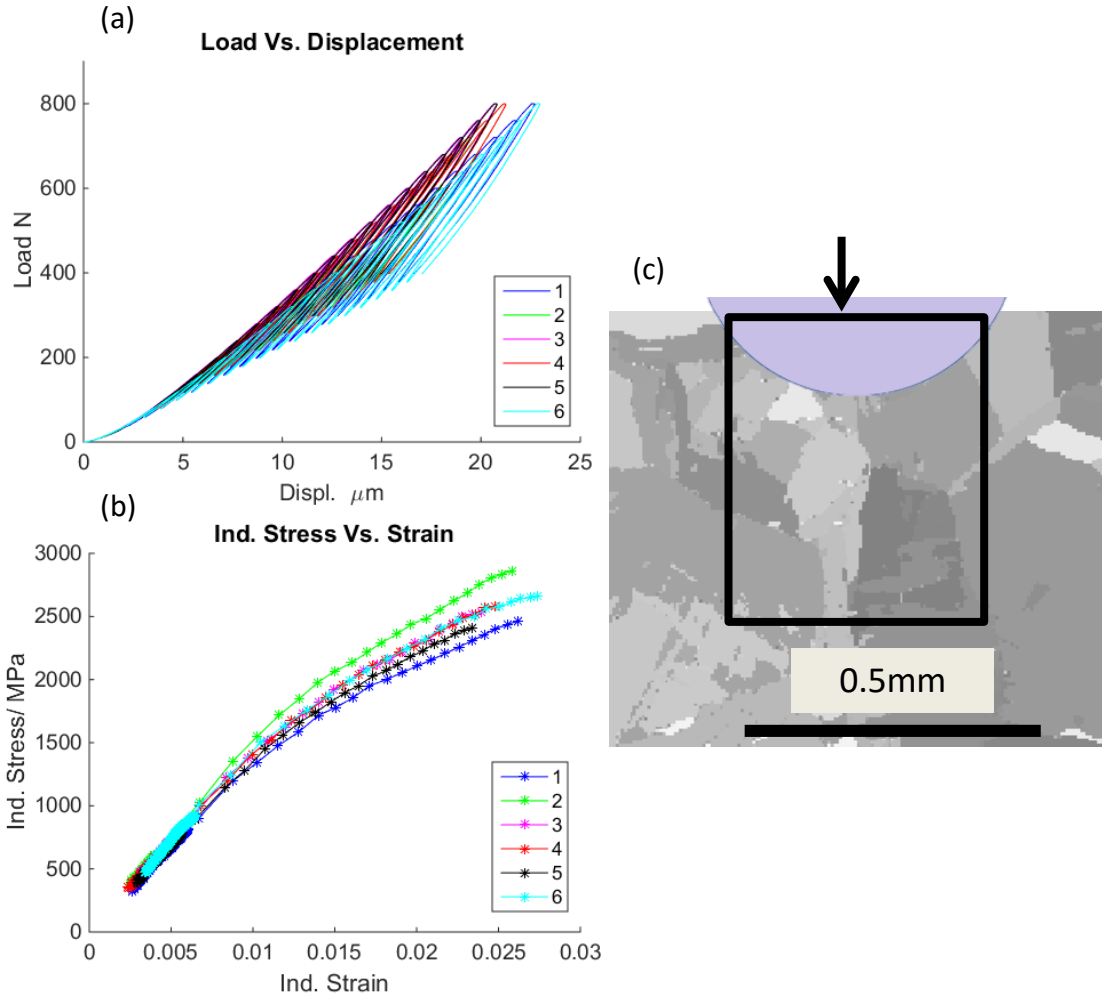 (a)
Load Vs. Displacement
800
600
400
200
0
0 5 10 15 20 25
Load N
Displ. μm
1
2
3
4
5
6
(b)
Ind. Stress Vs. Strain
3000
2500
2000
1500
1000
500
0
0 0.005 0.01 0.015 0.02 0.025 0.03
Ind. Stress/ MPa
Ind. Strain
1
2
3
4
5
6
(c)
0.5mm